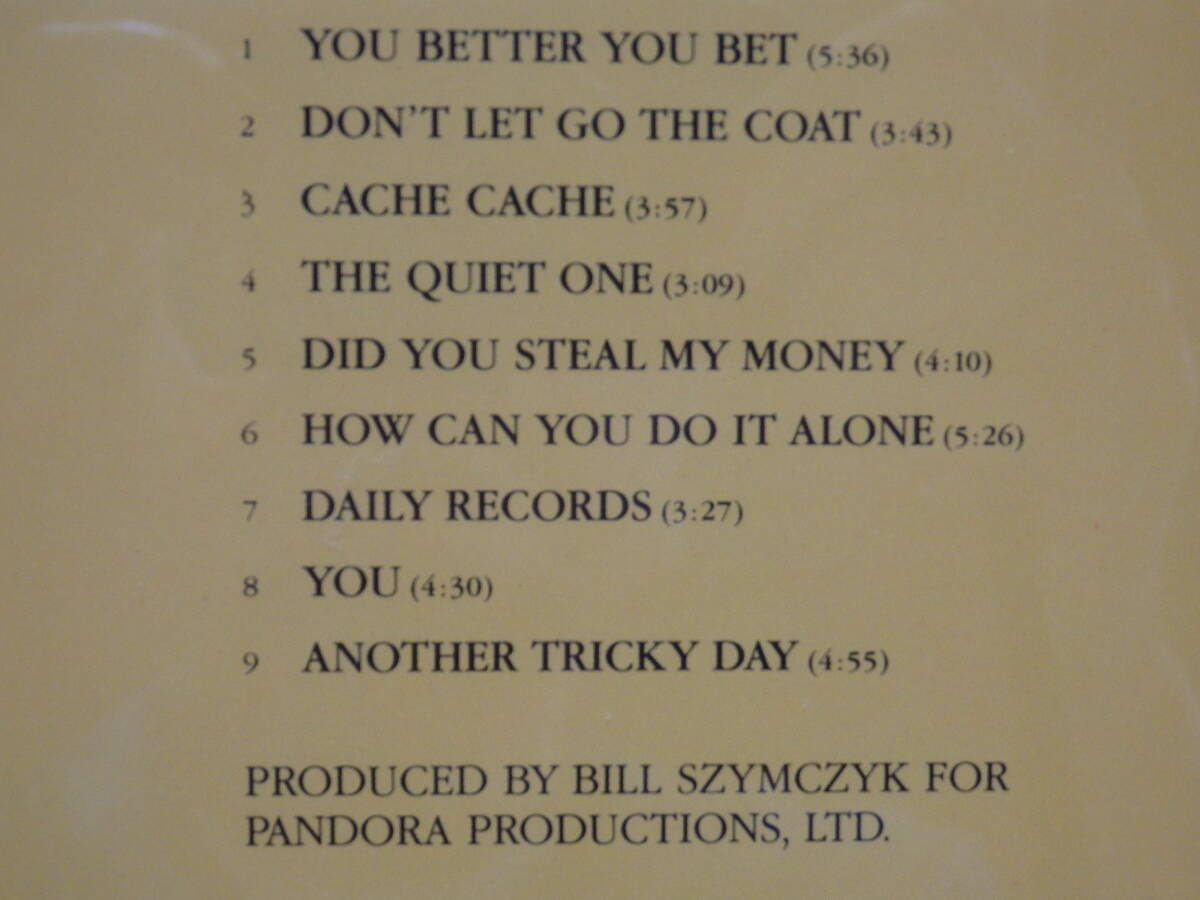 1 YOU BETTER YOU BET (5:36)
2 DON'T LET GO THE COAT (3:43)
3 CACHE CACHE (3:57)
4 THE QUIET ONE (3:09)
5 DID YOU STEAL MY MONEY (4:10)
6 HOW CAN YOU DO IT ALONE (5:26)
7 DAILY RECORDS (3:27)
8 YOU (4:30)
9 ANOTHER TRICKY DAY (4:55)
PRODUCED BY BILL SZYMCZYK FOR
PANDORA PRODUCTIONS, LTD.